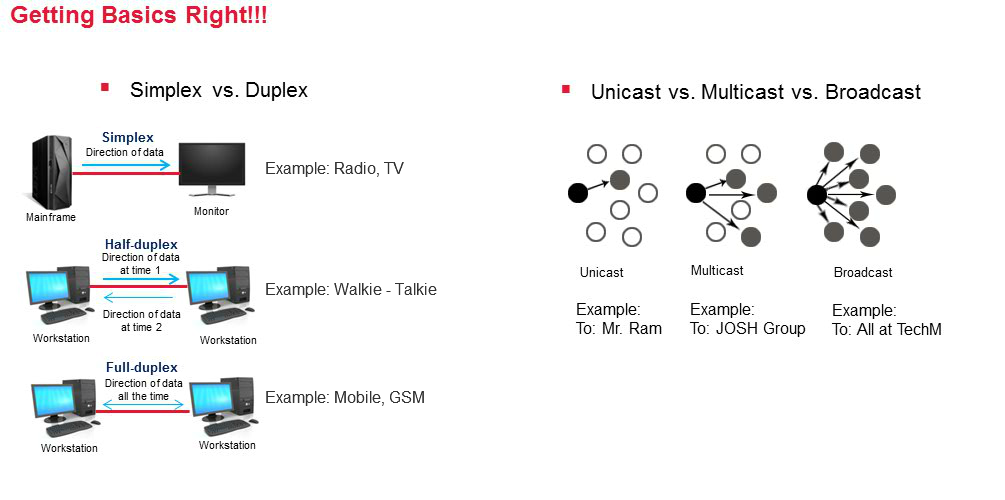 Getting Basics Right!!!
Simplex vs. Duplex
Simplex
Direction of data
Mainframe
Monitor
Example: Radio, TV
Half-duplex
Direction of data
at time 1
Direction of data
at time 2
Workstation
Workstation
Example: Walkie - Talkie
Full-duplex
Direction of data
all the time
Workstation
Workstation
Example: Mobile, GSM
Unicast vs. Multicast vs. Broadcast
Unicast
Multicast
Broadcast
Example:
To: Mr. Ram
Example:
To: JOSH Group
Example:
To: All at TechM